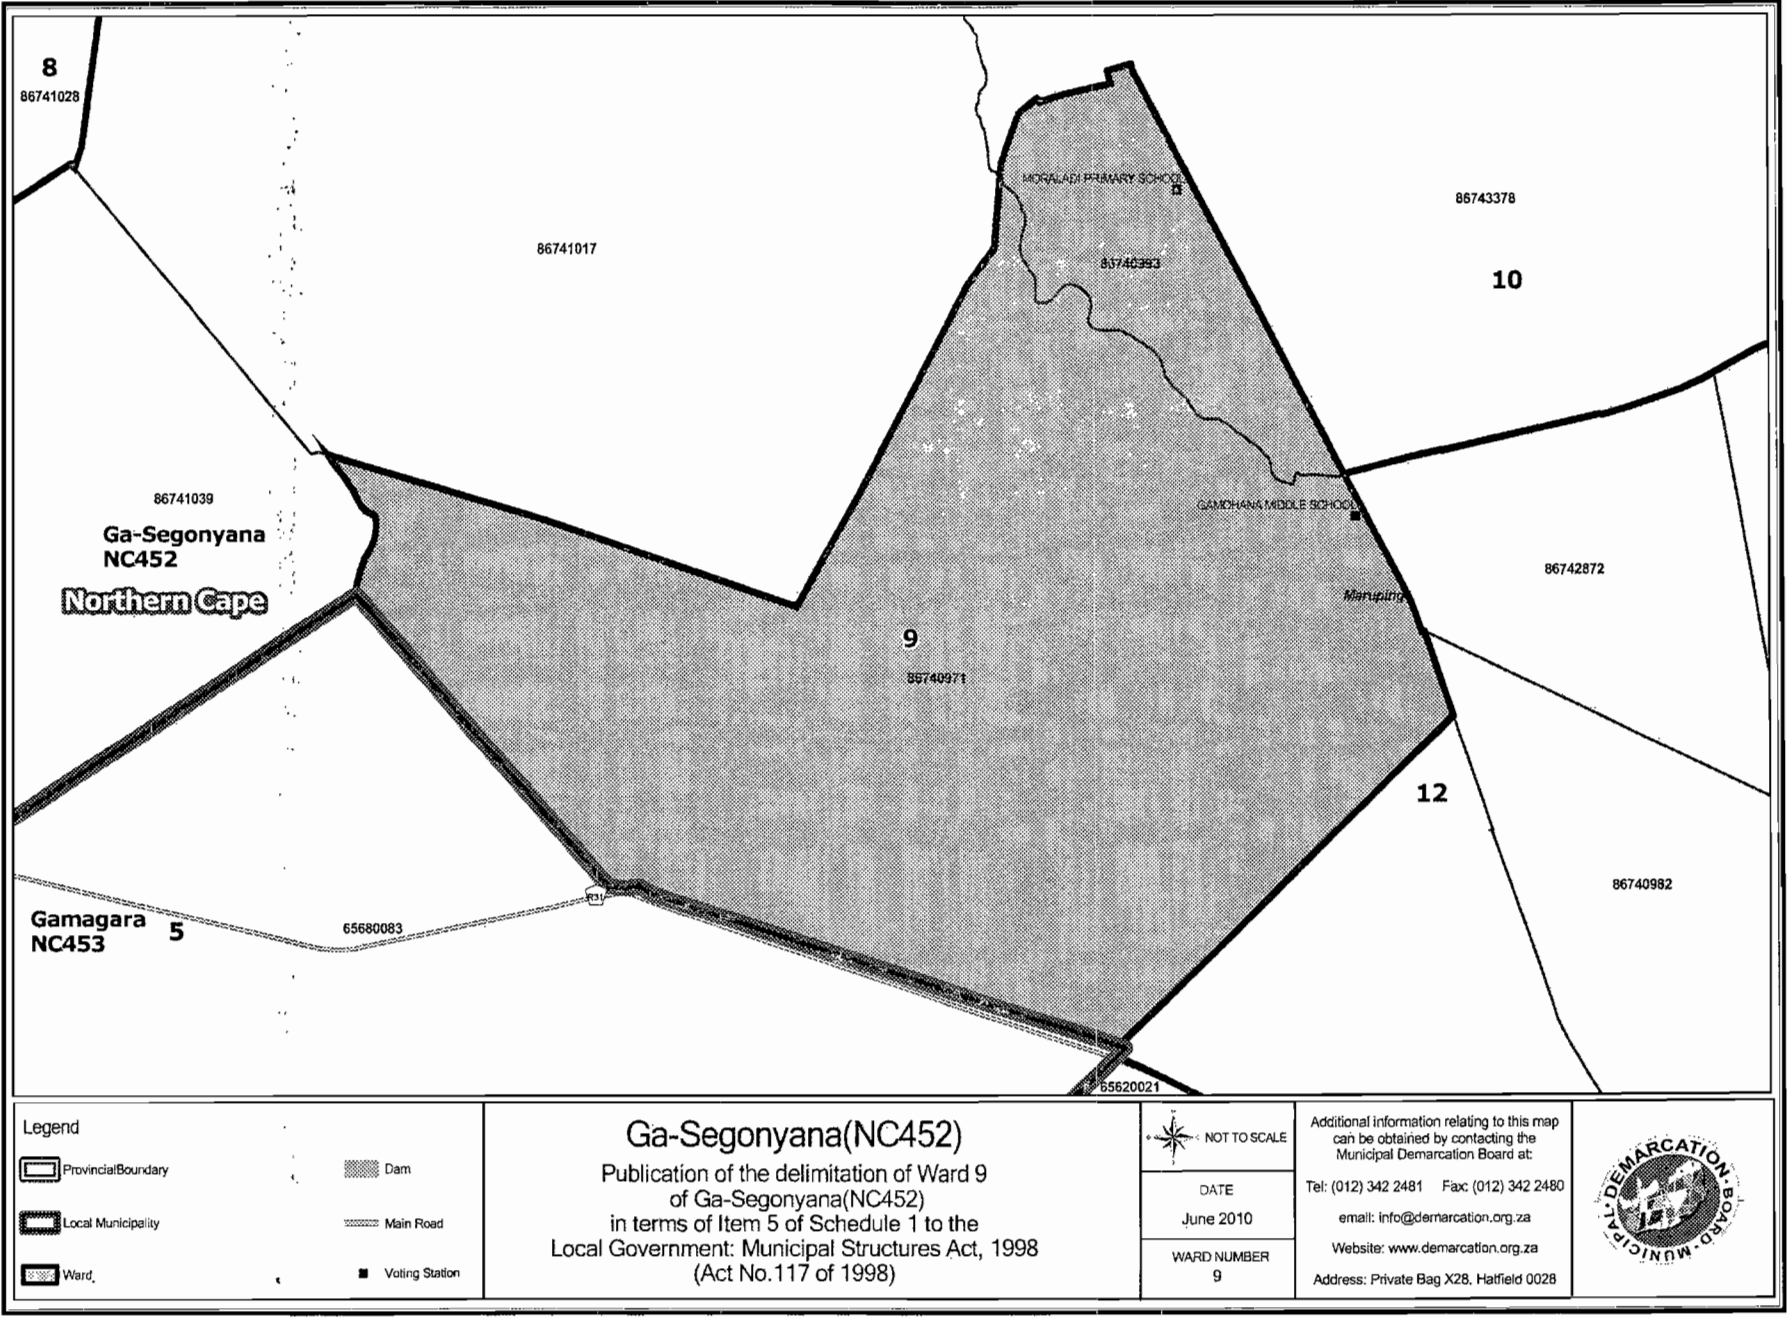 8
86741028
MORALADI PRIMARY SCHOOL
86743378
86741017
86740393
10
86741039
GAMOHANA MIDDLE SCHOOL
Ga-Segonyana
NC452
86742872
Northern Cape
Maruping
9
86740971
12
86740982
R31
Gamagara
NC453
5
65680083
65620021
Legend
ProvincialBoundary
Local Municipality
Ward
Dam
Main Road
Voting Station
Ga-Segonyana(NC452)
Publication of the delimitation of Ward 9
of Ga-Segonyana(NC452)
in terms of Item 5 of Schedule 1 to the
Local Government: Municipal Structures Act, 1998
(Act No.117 of 1998)
NOT TO SCALE
DATE
June 2010
WARD NUMBER
9
Additional information relating to this map
can be obtained by contacting the
Municipal Demarcation Board at:
Tel: (012) 342 2481 Fax: (012) 342 2480
email: info@demarcation.org.za
Website: www.demarcation.org.za
Address: Private Bag X28, Hatfield 0028
MUNICIPAL · DEMARCATION · BOARD